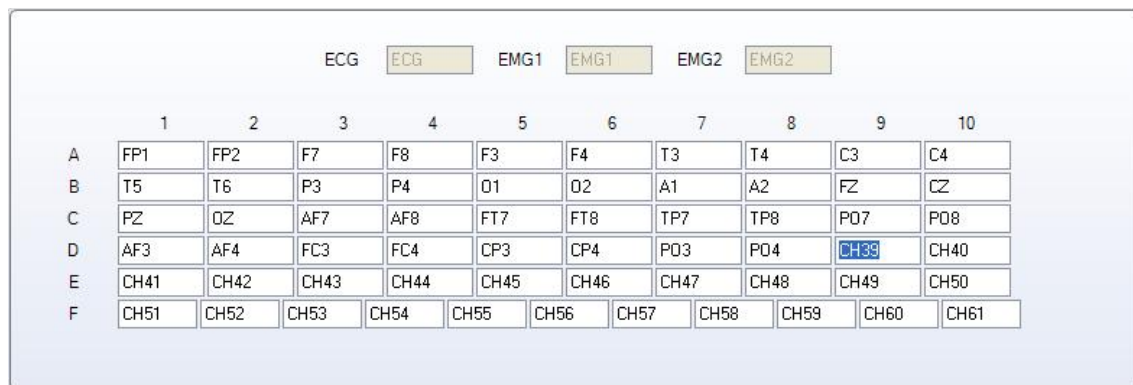 ECG ECG EMG1 EMG1 EMG2 EMG2
1 2 3 4 5 6 7 8 9 10
A FP1 FP2 F7 F8 F3 F4 T3 T4 C3 C4
B T5 T6 P3 P4 O1 O2 A1 A2 FZ CZ
C PZ OZ AF7 AF8 FT7 FT8 TP7 TP8 PO7 PO8
D AF3 AF4 FC3 FC4 CP3 CP4 PO3 PO4 CH39 CH40
E CH41 CH42 CH43 CH44 CH45 CH46 CH47 CH48 CH49 CH50
F CH51 CH52 CH53 CH54 CH55 CH56 CH57 CH58 CH59 CH60 CH61